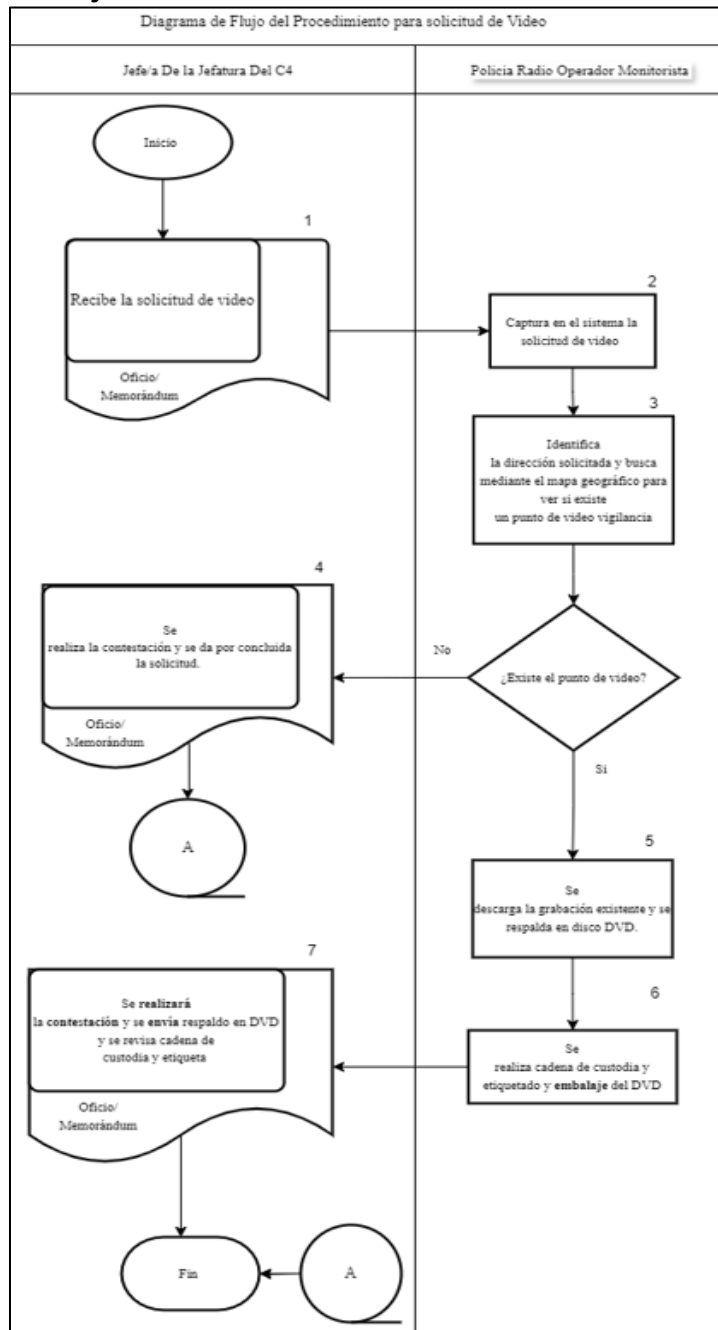 Diagrama de Flujo del Procedimiento para solicitud de Video
Jefe/a De la Jefatura Del C4
Policia Radio Operador Monitorista
Inicio
1
Recibe la solicitud de video
Oficio/
Memorándum
2
Captura en el sistema la
solicitud de video
3
Identifica
la dirección solicitada y busca
mediante el mapa geográfico para
ver si existe
un punto de video vigilancia
¿Existe el punto de video?
No
Si
4
Se
realiza la contestación y se da por concluida
la solicitud.
Oficio/
Memorándum
A
5
Se
descarga la grabación existente y se
respalda en disco DVD.
6
Se
realiza cadena de custodia y
etiquetado y embalaje del DVD
7
Se realizará
la contestación y se envia respaldo en DVD
y se revisa cadena de
custodia y etiqueta
Oficio/
Memorándum
Fin
A